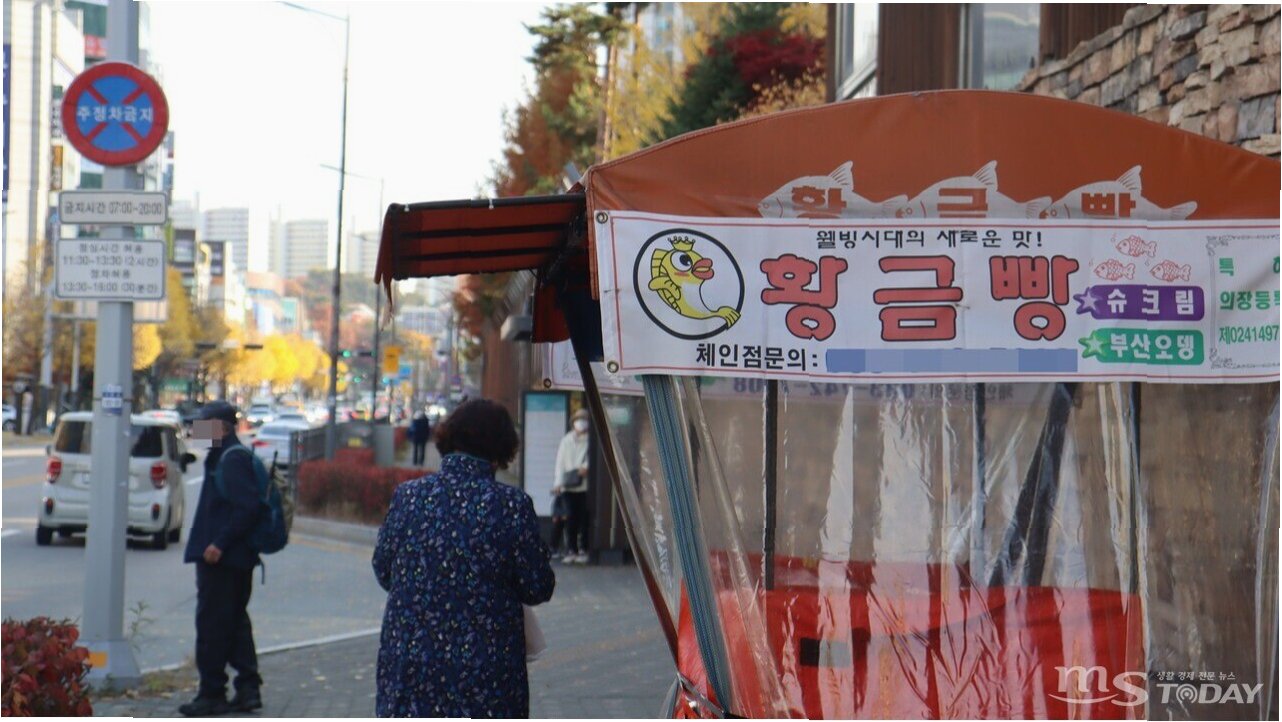 주정차금지
금지시간 07:00~20:00
점심시간 허용
11:30~13:30 (2시간)
정차허용
13:30~16:00 (30분간)
황금빵
웰빙시대의 새로운 맛!
황금빵
슈크림
부산오뎅
체인점문의:
특허
의장등
제0241497
ms TODAY
생활 경제 전문 뉴스